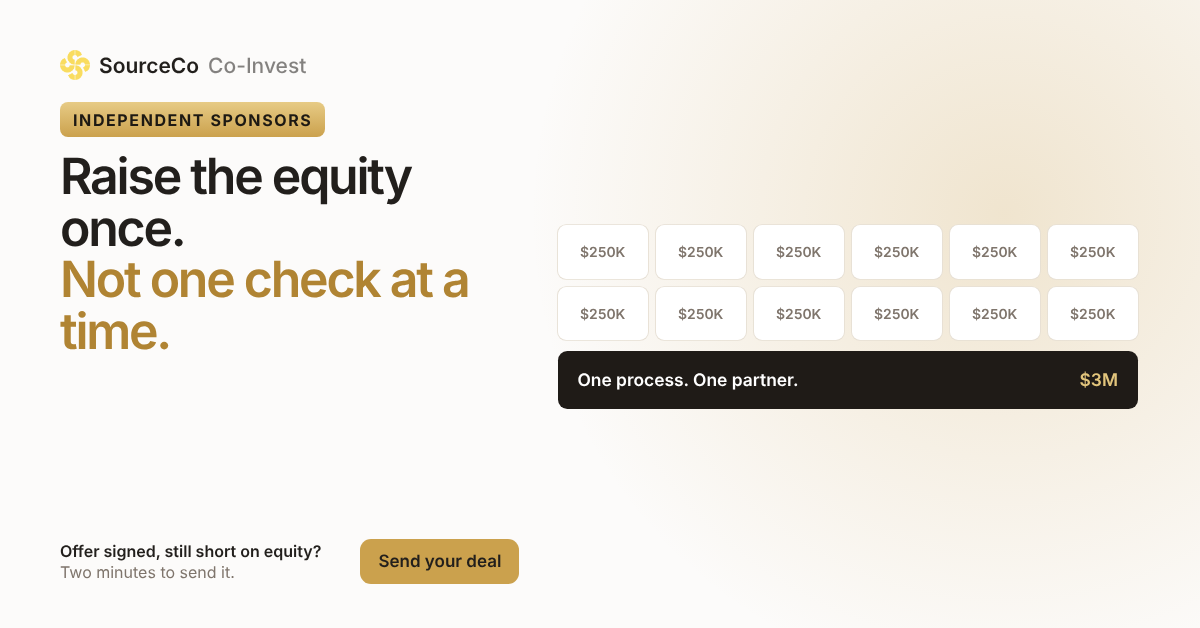 SourceCo Co-Invest
INDEPENDENT SPONSORS
Raise the equity
once.
Not one check at a
time.
$250K $250K $250K $250K $250K $250K
$250K $250K $250K $250K $250K $250K
One process. One partner. $3M
Offer signed, still short on equity?
Two minutes to send it.
Send your deal